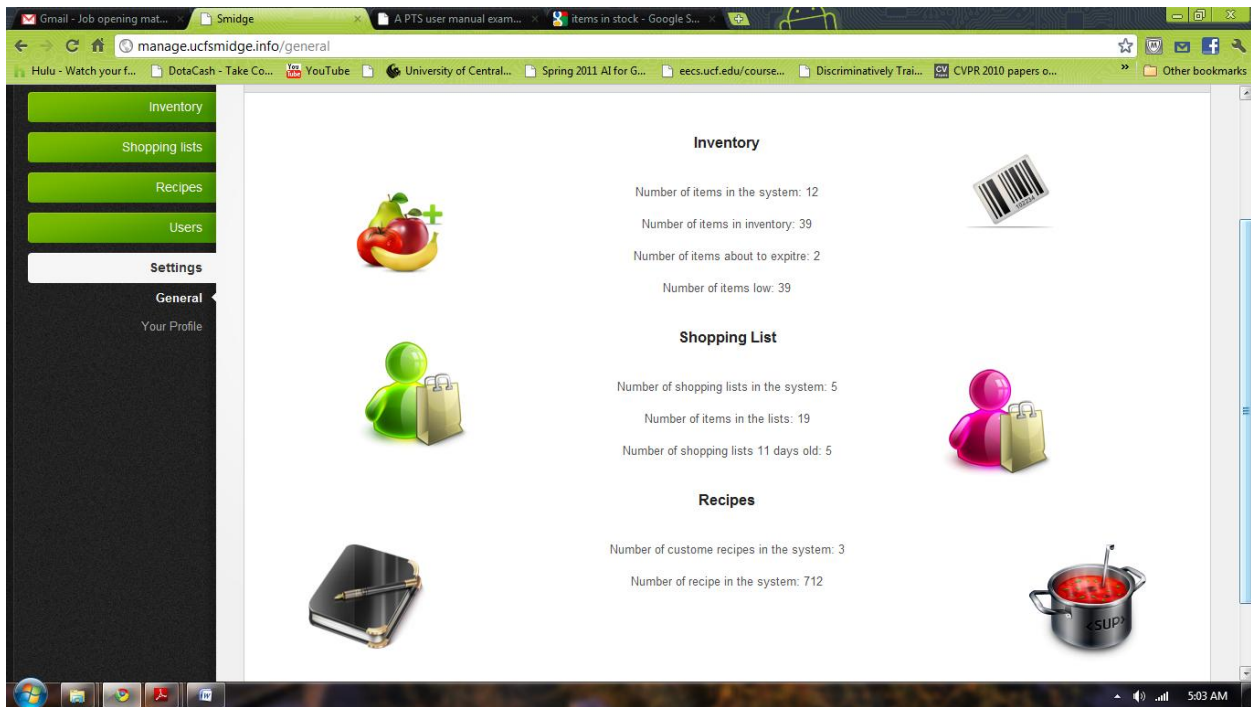 Gmail - Job opening mat...
Smidge
A PTS user manual exam...
items in stock - Google S...
manage.ucfsmidge.info/general
Hulu - Watch your f...
DotaCash - Take Co...
YouTube
University of Central...
Spring 2011 AI for G...
eecs.ucf.edu/course...
Discriminatively Trai...
CVPR 2010 papers o...
»
Other bookmarks
Inventory
Shopping lists
Recipes
Users
Settings
General
Your Profile
Inventory
Number of items in the system: 12
Number of items in inventory: 39
Number of items about to expitre: 2
Number of items low: 39
Shopping List
Number of shopping lists in the system: 5
Number of items in the lists: 19
Number of shopping lists 11 days old: 5
Recipes
Number of custome recipes in the system: 3
Number of recipe in the system: 712
<SUP>
5:03 AM